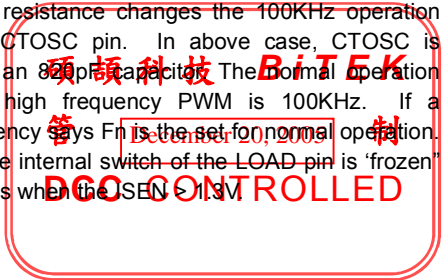 resistance changes the 100KHz operation
CTOSC pin. In above case, CTOSC is
an 820pF capacitor. The normal operation
high frequency PWM is 100KHz. If a
ency says Fn is the set for normal operation.
e internal switch of the LOAD pin is ‘frozen”
s when the ISEN > 1.3V.
碩頡科技 BiTEK
管 December 20, 2005 制
DCC CONTROLLED